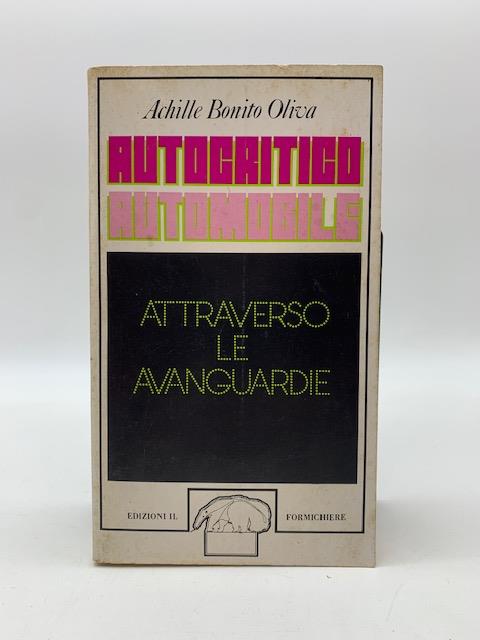 Achille Bonito Oliva
AUTOCRITICO
AUTOMOBILE
ATTRAVERSO
LE
AVANGUARDIE
EDIZIONI IL FORMICHIERE